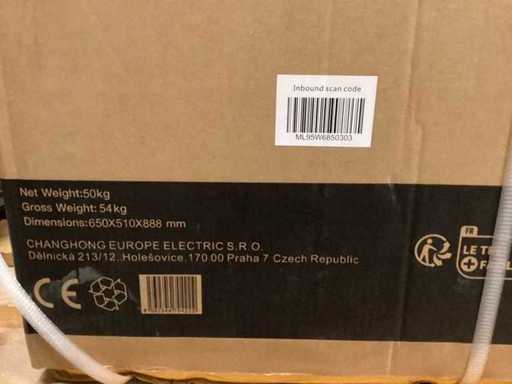 Inbound scan code
ML95W6850303
Net Weight:50kg
Gross Weight: 54kg
Dimensions:650X510X888 mm
CHANGHONG EUROPE ELECTRIC S.R.O.
Dělnická 213/12,.Holešovice,170 00 Praha 7 Czech Republic
CE
FR
LE